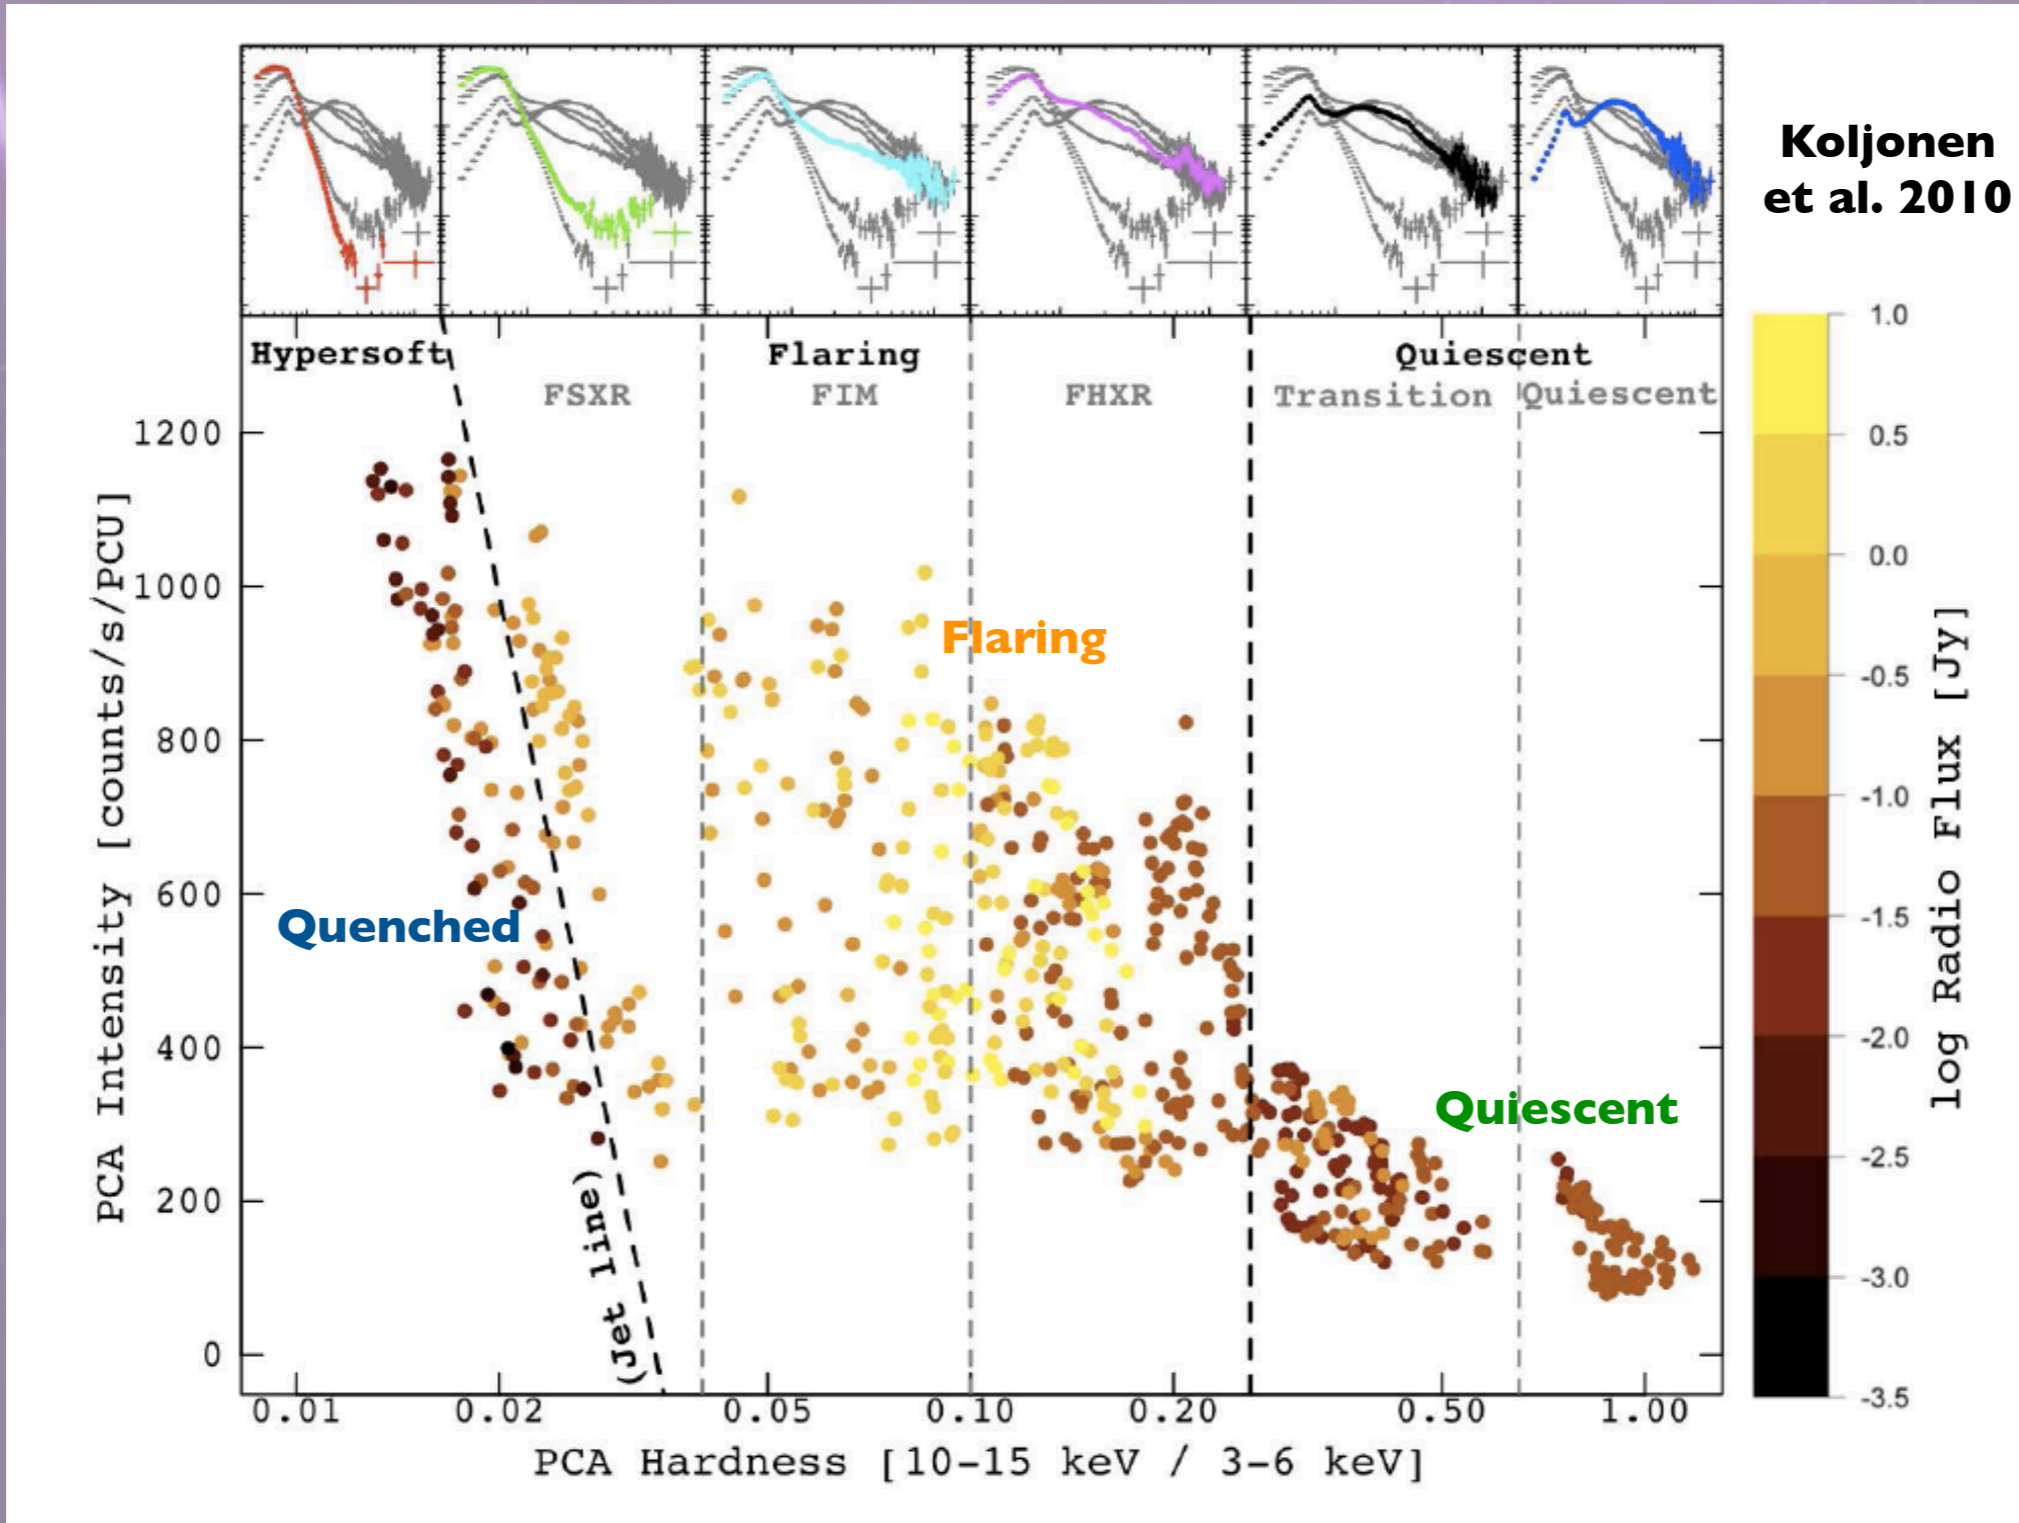 Koljonen
et al. 2010
Hypersoft
Flaring
Quiescent
FSXR
FIM
FHXR
Transition
Quiescent
1200
1000
800
600
400
200
0
PCA Intensity [counts/s/PCU]
Quenched
Flaring
Quiescent
(Jet line)
0.01
0.02
0.05
0.10
0.20
0.50
1.00
PCA Hardness [10-15 keV / 3-6 keV]
1.0
0.5
0.0
-0.5
-1.0
-1.5
-2.0
-2.5
-3.0
-3.5
log Radio Flux [Jy]